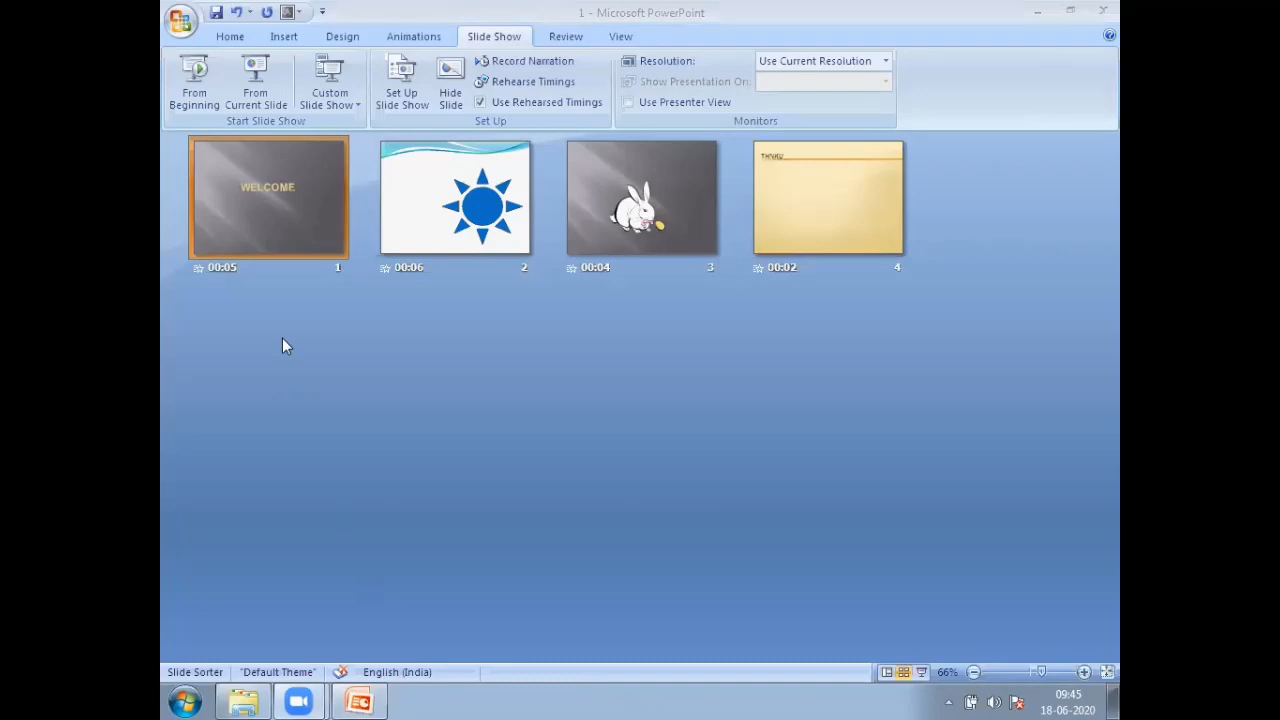 1 - Microsoft PowerPoint
Home Insert Design Animations Slide Show Review View
From Beginning
From Current Slide
Custom Slide Show
Start Slide Show
Set Up Slide Show
Hide Slide
Record Narration
Rehearse Timings
Use Rehearsed Timings
Set Up
Resolution: Use Current Resolution
Show Presentation On:
Use Presenter View
Monitors
WELCOME
00:05 1
00:06 2
00:04 3
00:02 4
Slide Sorter "Default Theme" English (India) 66%
09:45
18-06-2020